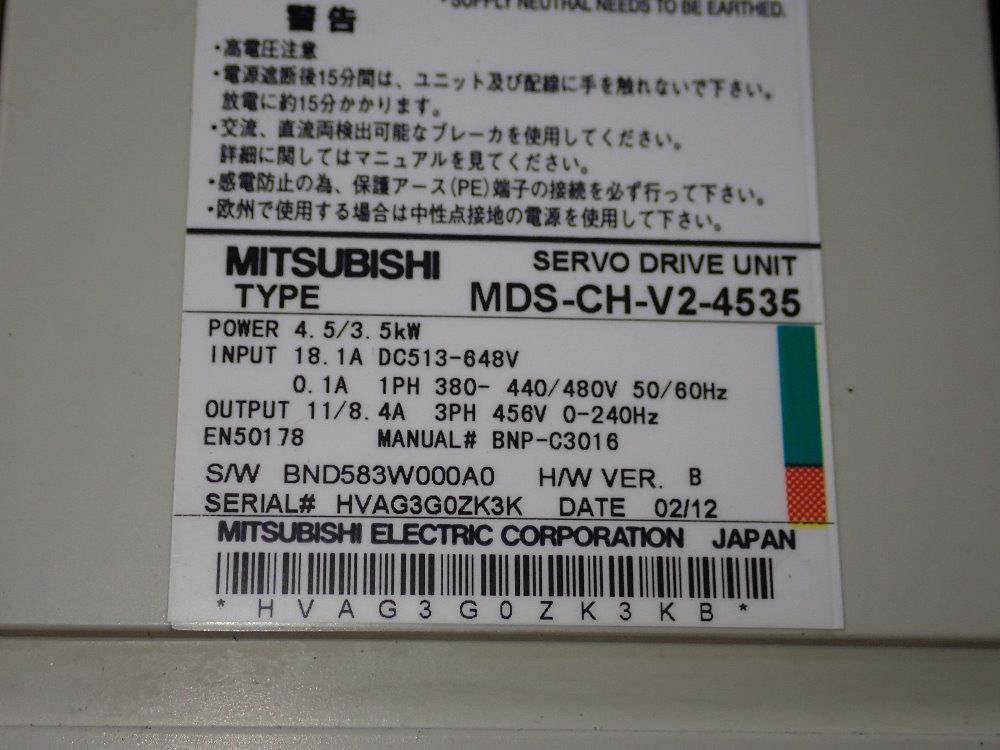 ・SUPPLY NEUTRAL NEEDS TO BE EARTHED.
警告
・高電圧注意
・電源遮断後15分間は、ユニット及び配線に手を触れないで下さい。
放電に約15分かかります。
・交流、直流両検出可能なブレーカを使用してください。
詳細に関してはマニュアルを見てください。
・感電防止の為、保護アース(PE)端子の接続を必ず行って下さい。
・欧州で使用する場合は中性点接地の電源を使用して下さい。
MITSUBISHI SERVO DRIVE UNIT
TYPE MDS-CH-V2-4535
POWER 4.5/3.5kW
INPUT 18.1A DC513-648V
0.1A 1PH 380- 440/480V 50/60Hz
OUTPUT 11/8.4A 3PH 456V 0-240Hz
EN50178 MANUAL# BNP-C3016
S/W BND583W000A0 H/W VER. B
SERIAL# HVAG3G0ZK3K DATE 02/12
MITSUBISHI ELECTRIC CORPORATION JAPAN
*HVAG3G0ZK3KB*